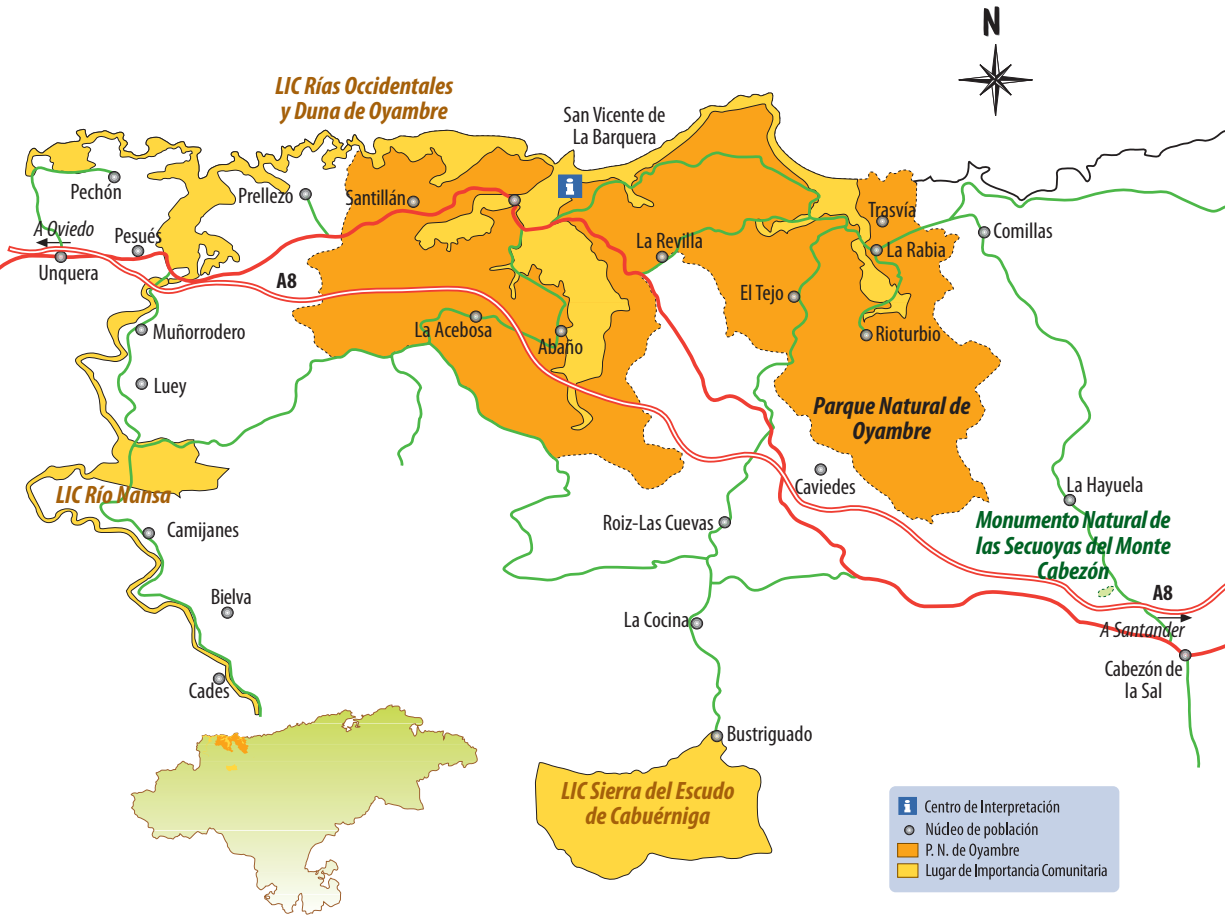 N
LIC Rías Occidentales
y Duna de Oyambre
San Vicente de
La Barquera
Pechón
Prellezo
Santillán
Trasvía
A Oviedo
Pesués
Unquera
A8
La Revilla
La Rabia
Comillas
El Tejo
Muñorrodero
La Acebosa
Abaño
Rioturbio
Luey
Parque Natural de
Oyambre
LIC Río Nansa
Caviedes
La Hayuela
Camijanes
Roiz-Las Cuevas
Monumento Natural de
las Secuoyas del Monte
Cabezón
A8
Bielva
La Cocina
A Santander
Cabezón de
la Sal
Cades
Bustriguado
LIC Sierra del Escudo
de Cabuérniga
i Centro de Interpretación
Núcleo de población
P. N. de Oyambre
Lugar de Importancia Comunitaria